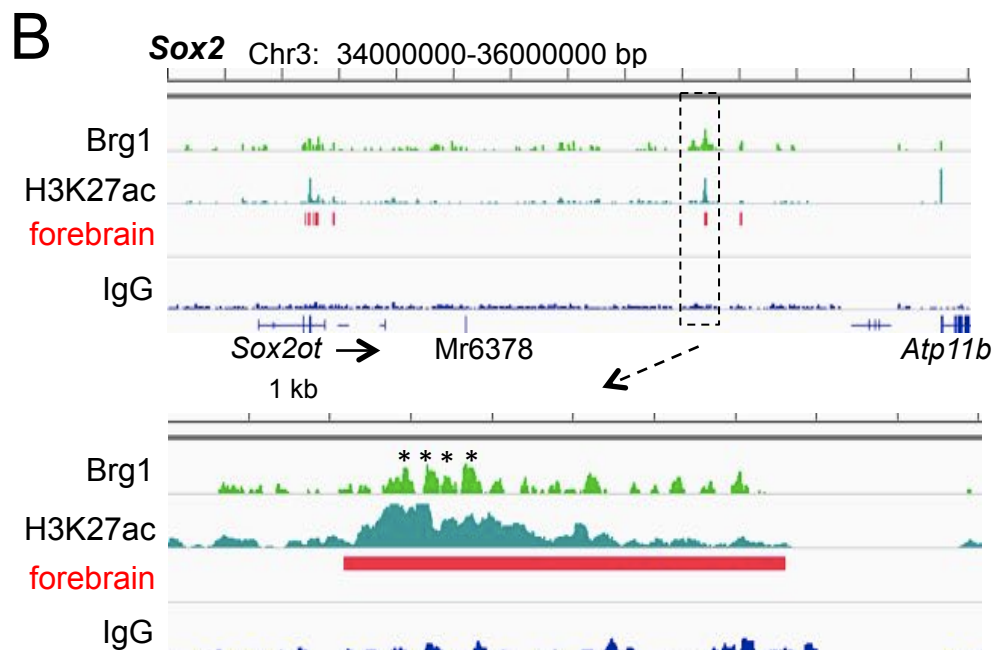 B
Sox2 Chr3: 34000000-36000000 bp
Brg1
H3K27ac
forebrain
IgG
Sox2ot → Mr6378 Atp11b
1 kb
* * * *
Brg1
H3K27ac
forebrain
IgG